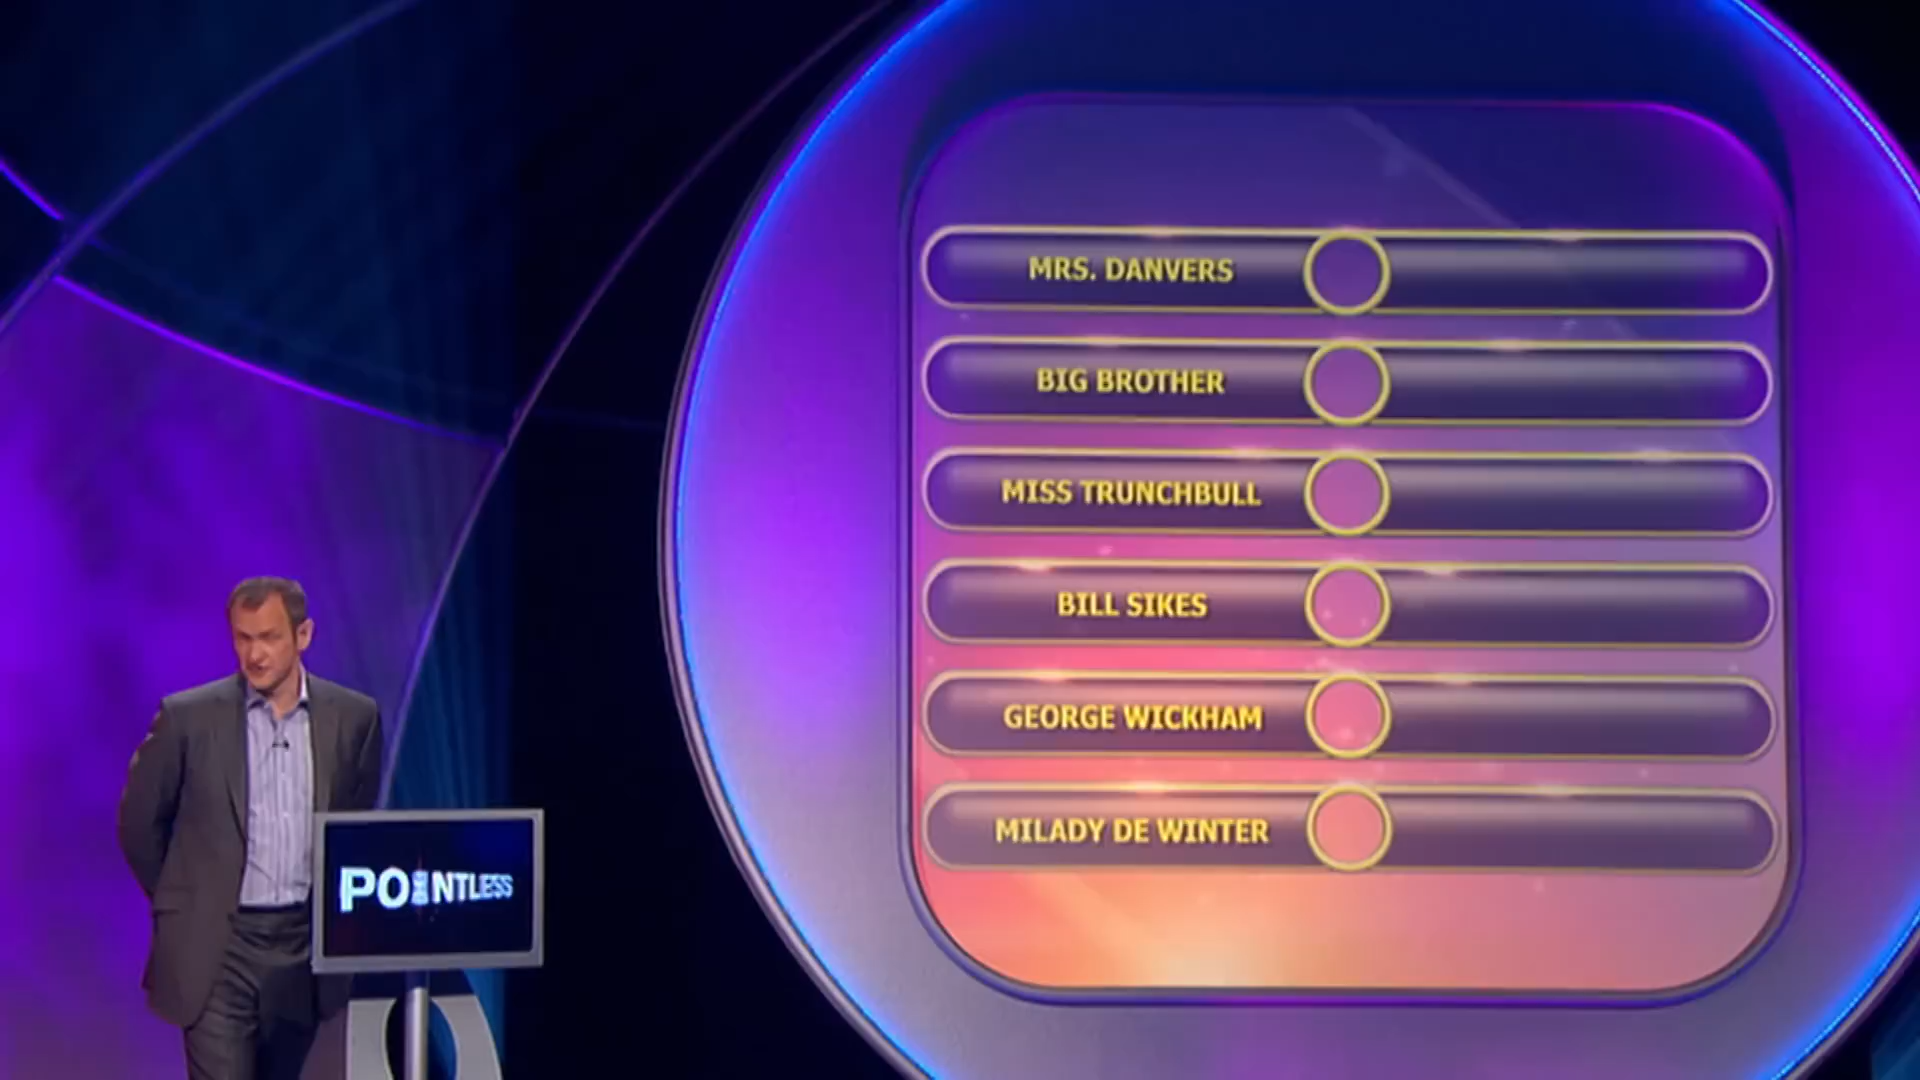 MRS. DANVERS
BIG BROTHER
MISS TRUNCHBULL
BILL SIKES
GEORGE WICKHAM
MILADY DE WINTER
POINTLESS